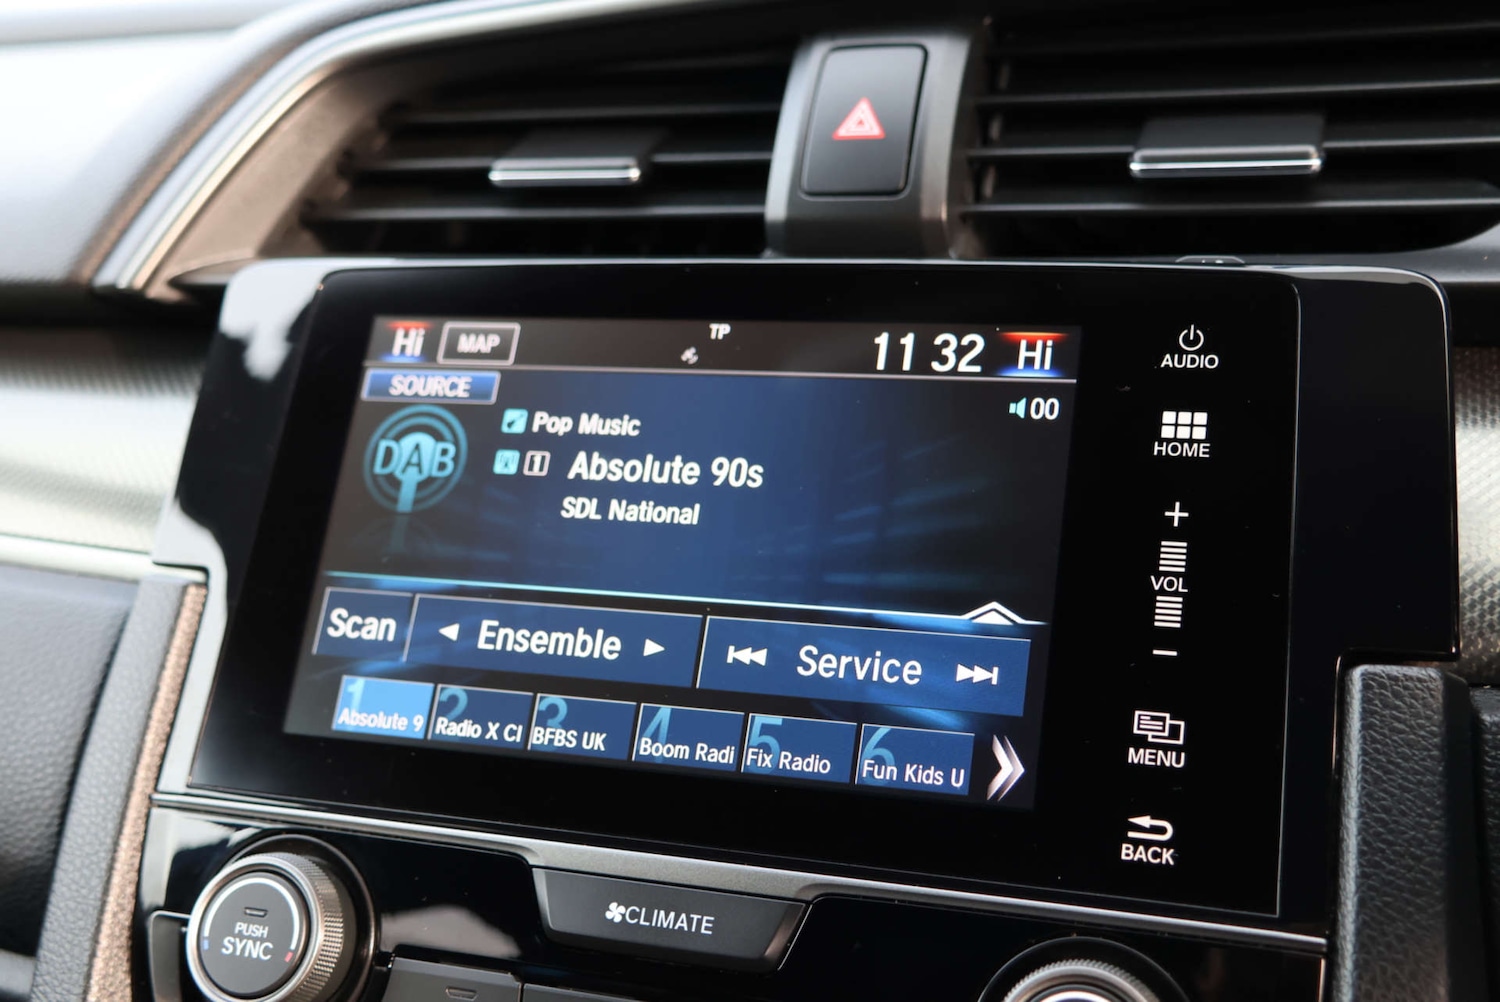 Hi MAP TP 11 32 Hi
SOURCE
00
DAB
Pop Music
1 Absolute 90s
SDL National
Scan
Ensemble
Service
1 Absolute 9
2 Radio X Cl
3 BFBS UK
4 Boom Radi
5 Fix Radio
6 Fun Kids U
AUDIO
HOME
+
VOL
−
MENU
BACK
CLIMATE
PUSH
SYNC